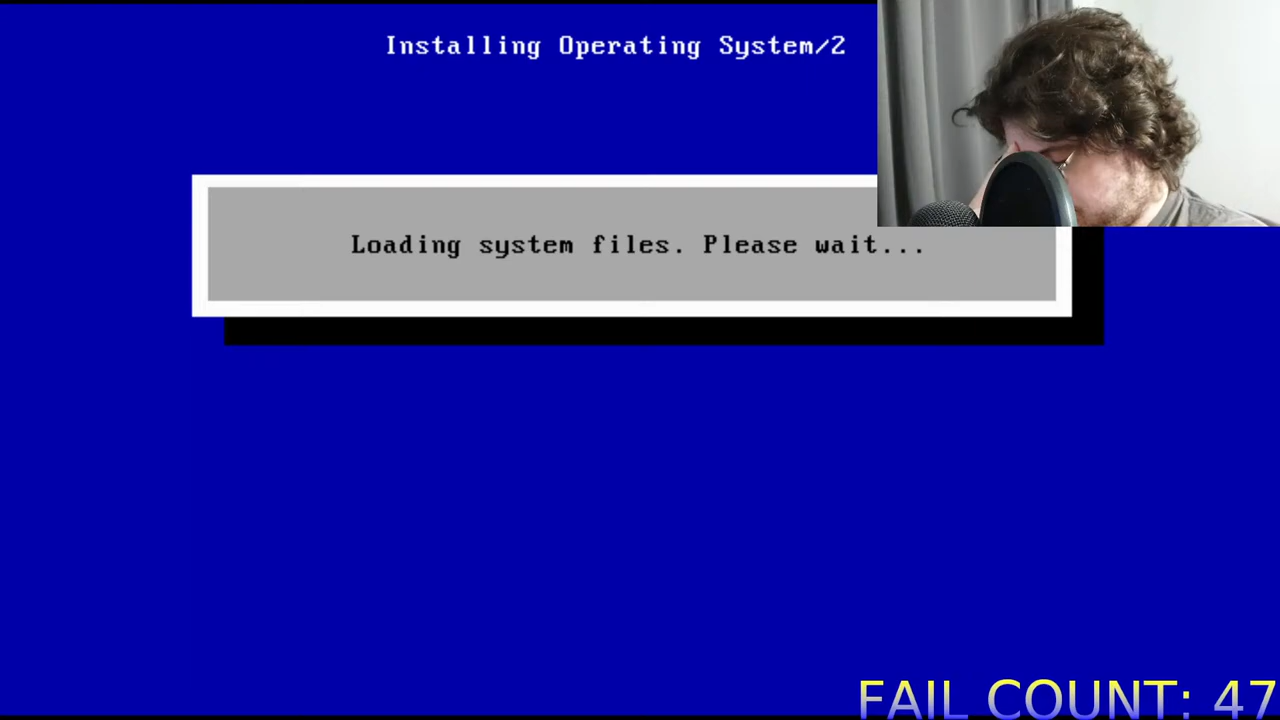 Installing Operating System/2
Loading system files. Please wait...
FAIL COUNT: 47